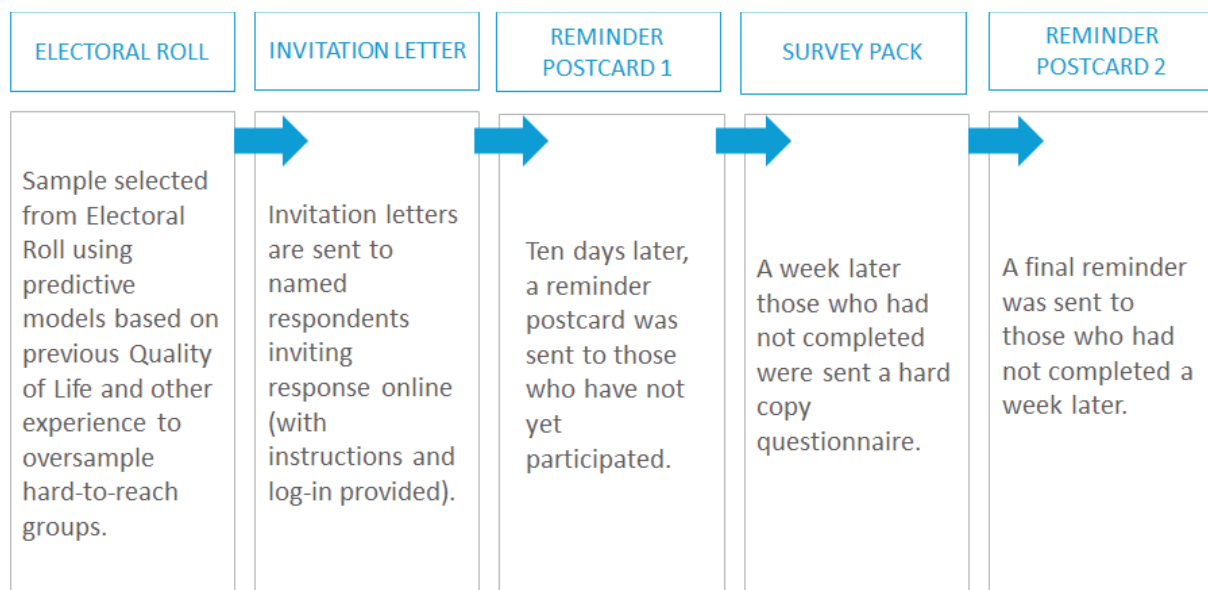 ELECTORAL ROLL
INVITATION LETTER
REMINDER
POSTCARD 1
SURVEY PACK
REMINDER
POSTCARD 2
Sample selected
from Electoral
Roll using
predictive
models based on
previous Quality
of Life and other
experience to
oversample
hard-to-reach
groups.
Invitation letters
are sent to
named
respondents
inviting
response online
(with
instructions and
log-in provided).
Ten days later,
a reminder
postcard was
sent to those
who have not
yet
participated.
A week later
those who had
not completed
were sent a hard
copy
questionnaire.
A final reminder
was sent to
those who had
not completed a
week later.